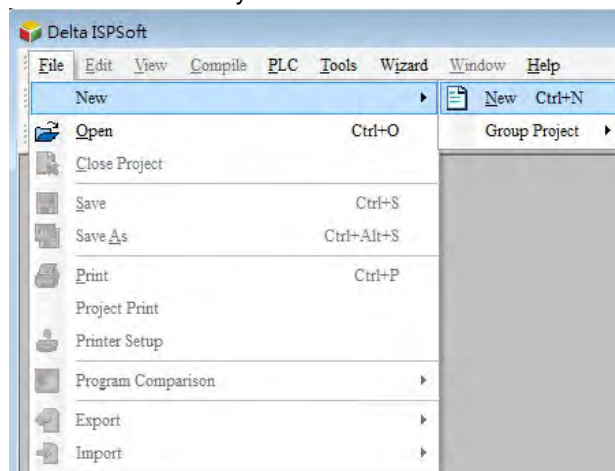 Delta ISPSoft
File Edit View Compile PLC Tools Wizard Window Help
New New Ctrl+N
Open Ctrl+O Group Project
Close Project
Save Ctrl+S
Save As Ctrl+Alt+S
Print Ctrl+P
Project Print
Printer Setup
Program Comparison
Export
Import